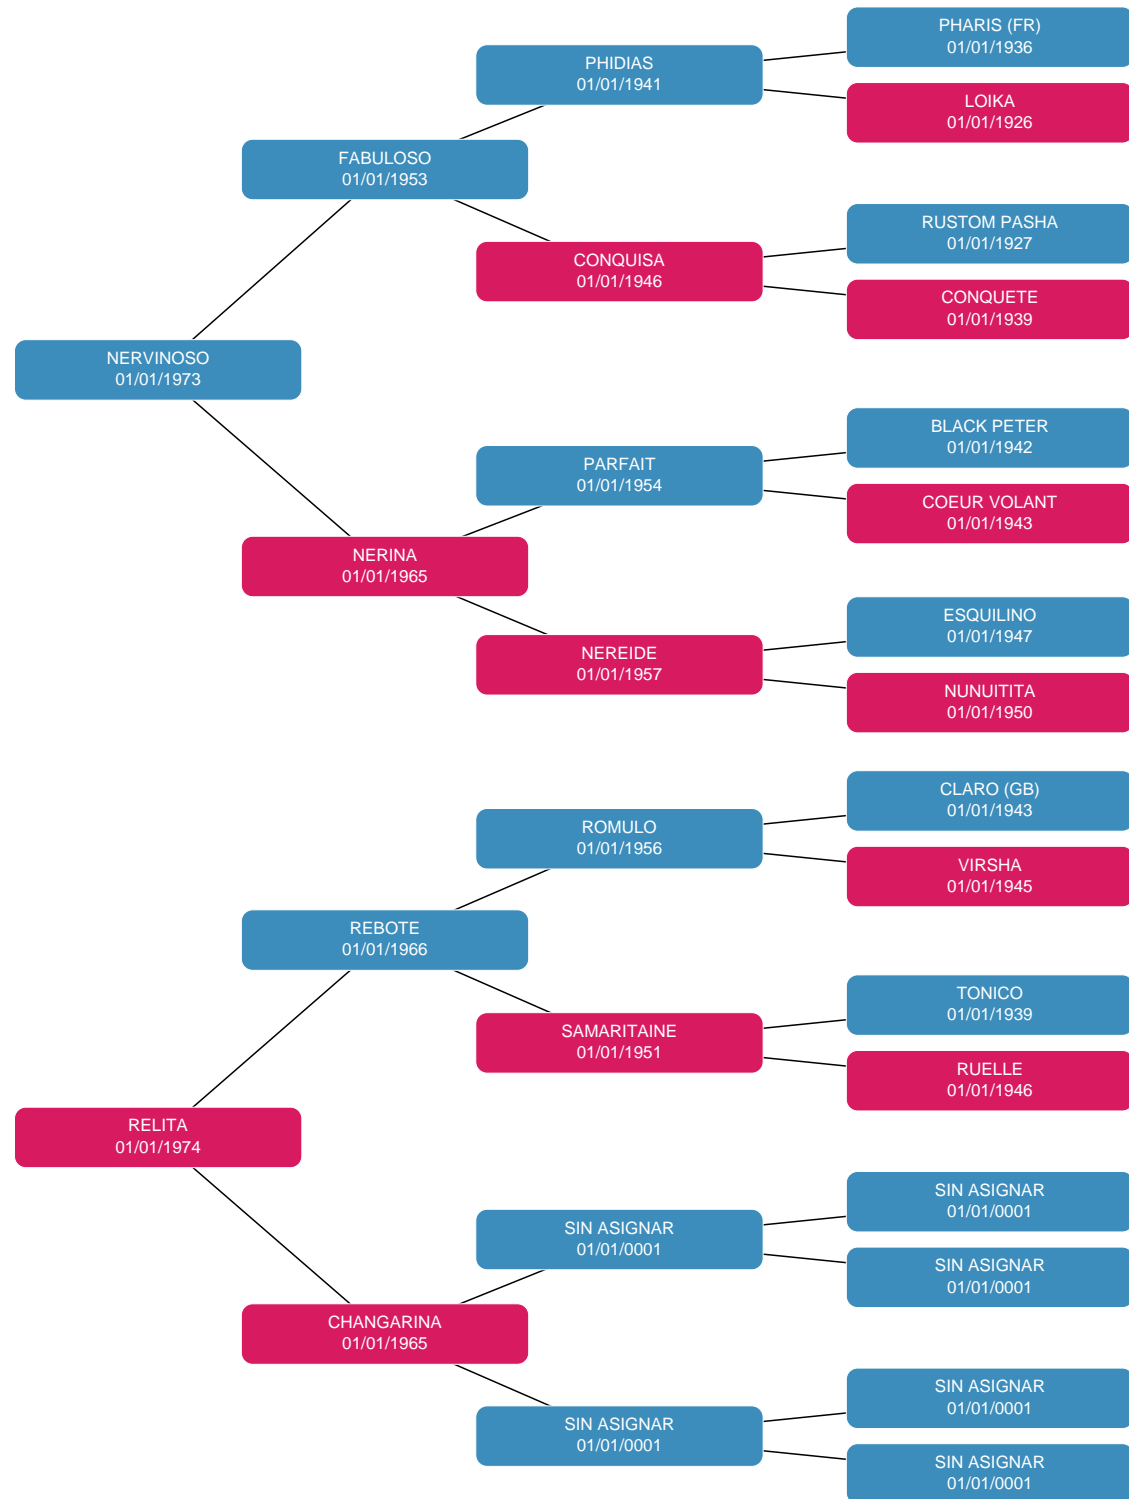 PHARIS (FR)
01/01/1936
PHIDIAS
01/01/1941
LOIKA
01/01/1926
FABULOSO
01/01/1953
RUSTOM PASHA
01/01/1927
CONQUISA
01/01/1946
CONQUETE
01/01/1939
NERVINOSO
01/01/1973
BLACK PETER
01/01/1942
PARFAIT
01/01/1954
COEUR VOLANT
01/01/1943
NERINA
01/01/1965
ESQUILINO
01/01/1947
NEREIDE
01/01/1957
NUNUITITA
01/01/1950
CLARO (GB)
01/01/1943
ROMULO
01/01/1956
VIRSHA
01/01/1945
REBOTE
01/01/1966
TONICO
01/01/1939
SAMARITAINE
01/01/1951
RUELLE
01/01/1946
RELITA
01/01/1974
SIN ASIGNAR
01/01/0001
SIN ASIGNAR
01/01/0001
SIN ASIGNAR
01/01/0001
CHANGARINA
01/01/1965
SIN ASIGNAR
01/01/0001
SIN ASIGNAR
01/01/0001
SIN ASIGNAR
01/01/0001